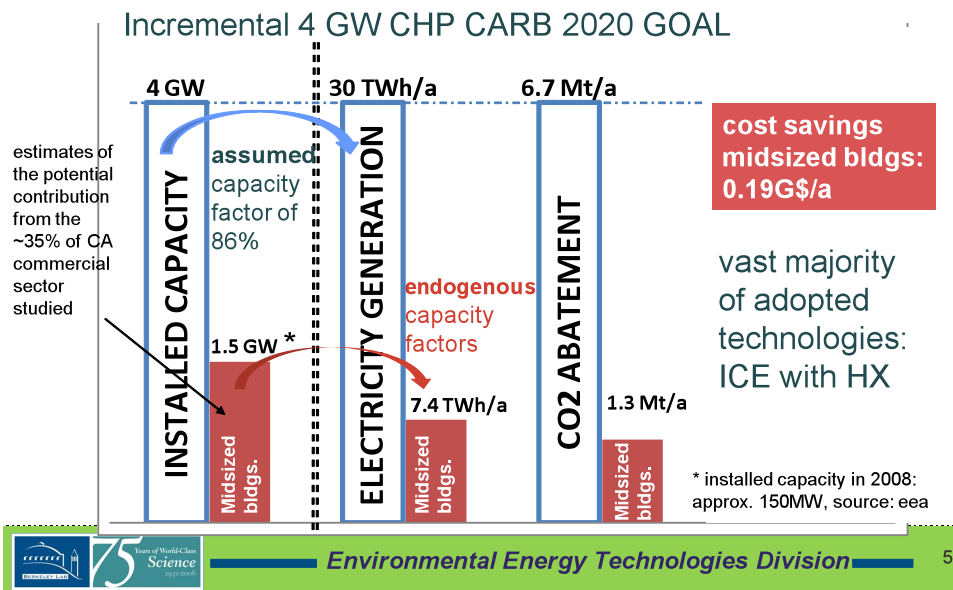 Incremental 4 GW CHP CARB 2020 GOAL
4 GW
30 TWh/a
6.7 Mt/a
estimates of
the potential
contribution
from the
~35% of CA
commercial
sector
studied
INSTALLED CAPACITY
assumed
capacity
factor of
86%
1.5 GW *
Midsized
bldgs.
ELECTRICITY GENERATION
endogenous
capacity
factors
7.4 TWh/a
Midsized
bldgs.
CO2 ABATEMENT
1.3 Mt/a
Midsized
bldgs.
cost savings
midsized bldgs:
0.19G$/a
vast majority
of adopted
technologies:
ICE with HX
* installed capacity in 2008:
approx. 150MW, source: eea
BERKELEY LAB
75
Years of World-Class
Science
1931-2006
Environmental Energy Technologies Division
5